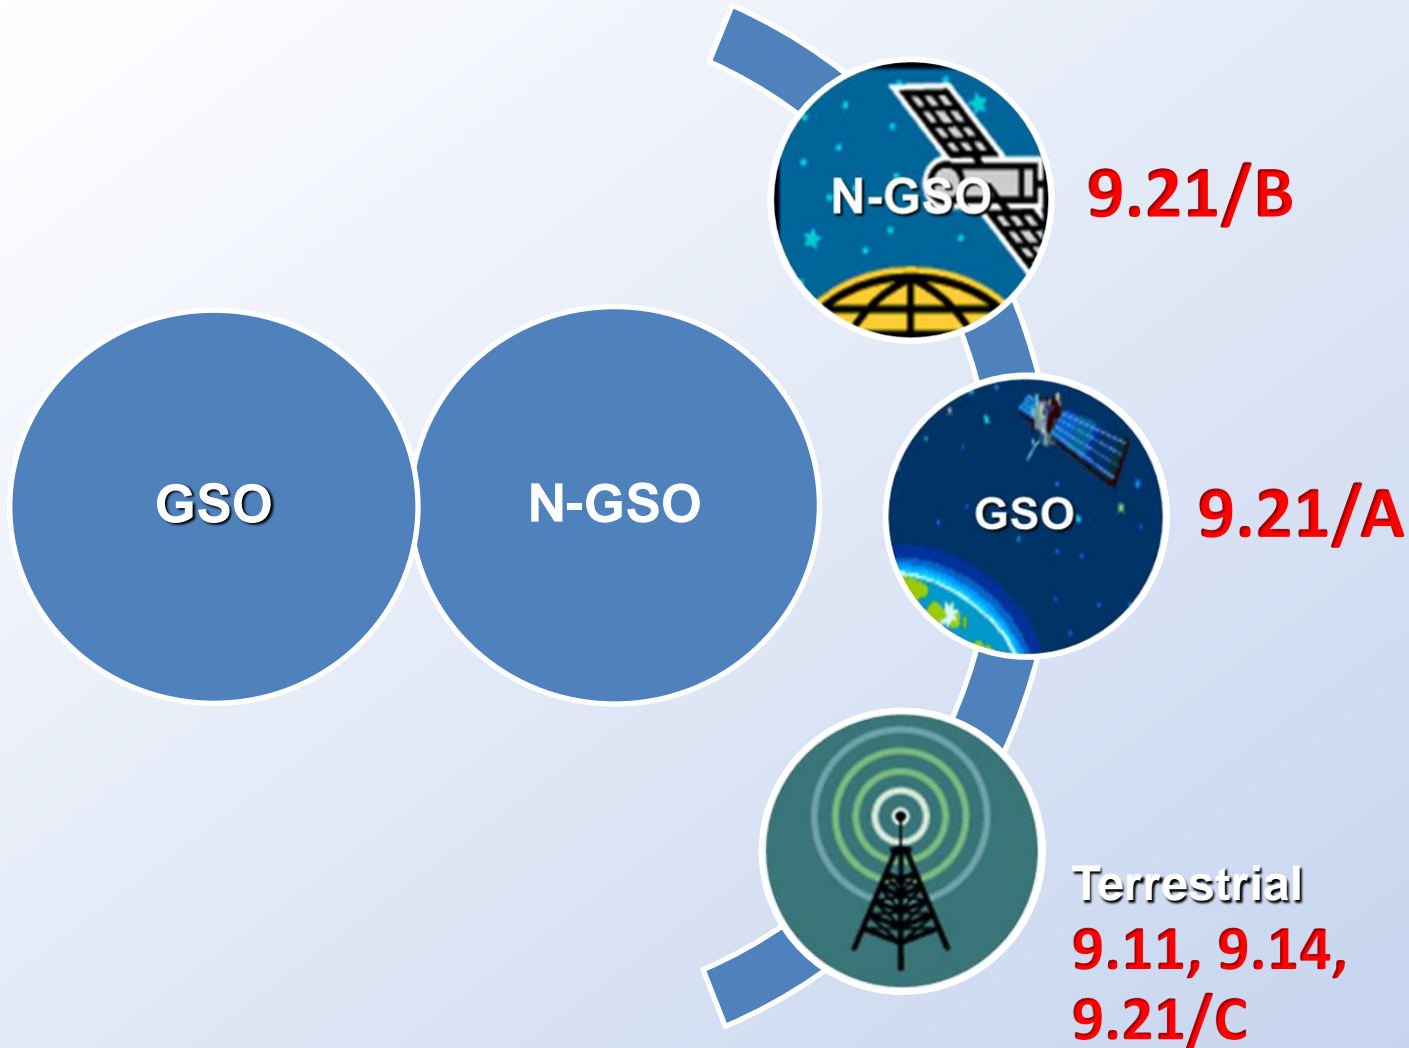 N-GSO
9.21/B
GSO
N-GSO
GSO
9.21/A
Terrestrial
9.11, 9.14,
9.21/C